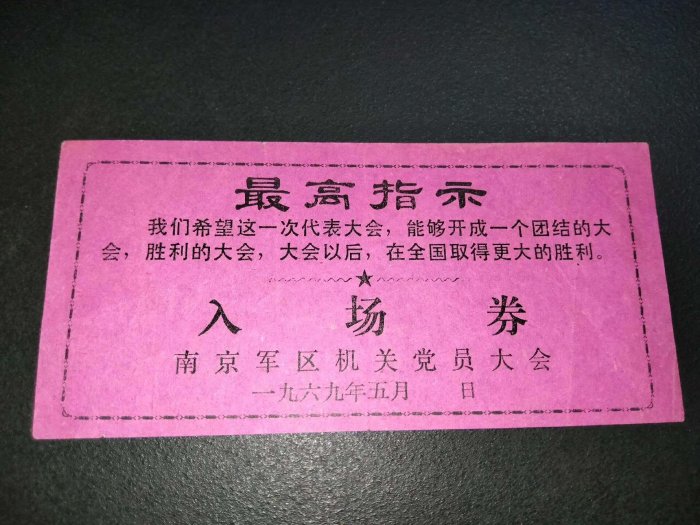 最高指示
我们希望这一次代表大会，能够开成一个团结的大
会，胜利的大会，大会以后，在全国取得更大的胜利。
入场券
南京军区机关党员大会
一九六九年五月 日